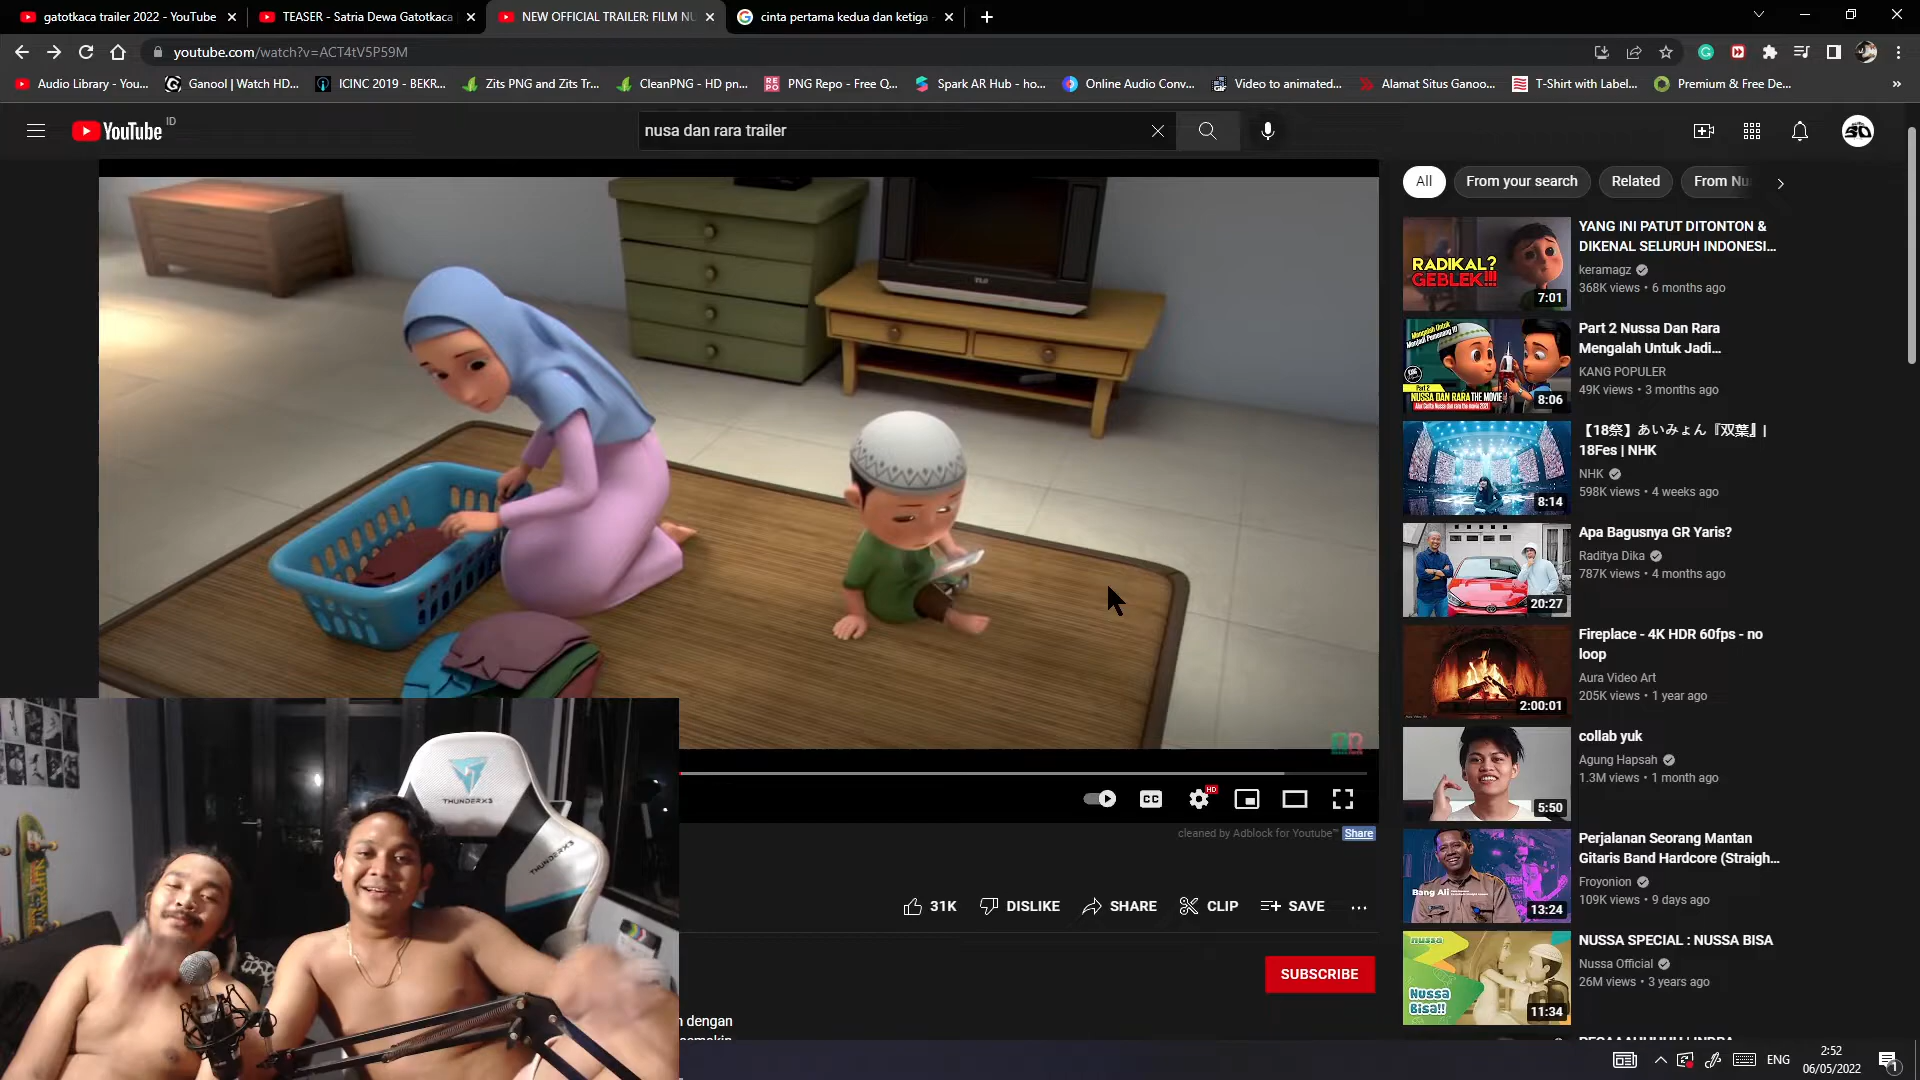 gatotkaca trailer 2022 - YouTube
TEASER - Satria Dewa Gatotkaca
NEW OFFICIAL TRAILER: FILM NU
cinta pertama kedua dan ketiga
youtube.com/watch?v=ACT4tV5P59M
Audio Library - You...
Ganool | Watch HD...
ICINC 2019 - BEKR...
Zits PNG and Zits Tr...
CleanPNG - HD pn...
PNG Repo - Free Q...
Spark AR Hub - ho...
Online Audio Conv...
Video to animated...
Alamat Situs Ganoo...
T-Shirt with Label...
Premium & Free De...
YouTube ID
nusa dan rara trailer
All
From your search
Related
From Nu
RADIKAL?
GEBLEK!!!
7:01
YANG INI PATUT DITONTON &
DIKENAL SELURUH INDONESI...
keramagz
368K views • 6 months ago
Part 2
NUSSA DAN RARA THE MOVIE
8:06
Part 2 Nussa Dan Rara
Mengalah Untuk Jadi...
KANG POPULER
49K views • 3 months ago
8:14
【18祭】あいみょん『双葉』|
18Fes | NHK
NHK
598K views • 4 weeks ago
20:27
Apa Bagusnya GR Yaris?
Raditya Dika
787K views • 4 months ago
2:00:01
Fireplace - 4K HDR 60fps - no
loop
Aura Video Art
205K views • 1 year ago
5:50
collab yuk
Agung Hapsah
1.3M views • 1 month ago
Bang Ali
13:24
Perjalanan Seorang Mantan
Gitaris Band Hardcore (Straigh...
Froyonion
109K views • 9 days ago
nussa
Nussa
Bisa!!
11:34
NUSSA SPECIAL : NUSSA BISA
Nussa Official
26M views • 3 years ago
CC
HD
cleaned by Adblock for Youtube™ Share
31K
DISLIKE
SHARE
CLIP
SAVE
SUBSCRIBE
THUNDERX3
THUNDERX3
n dengan
ENG
2:52
06/05/2022
1